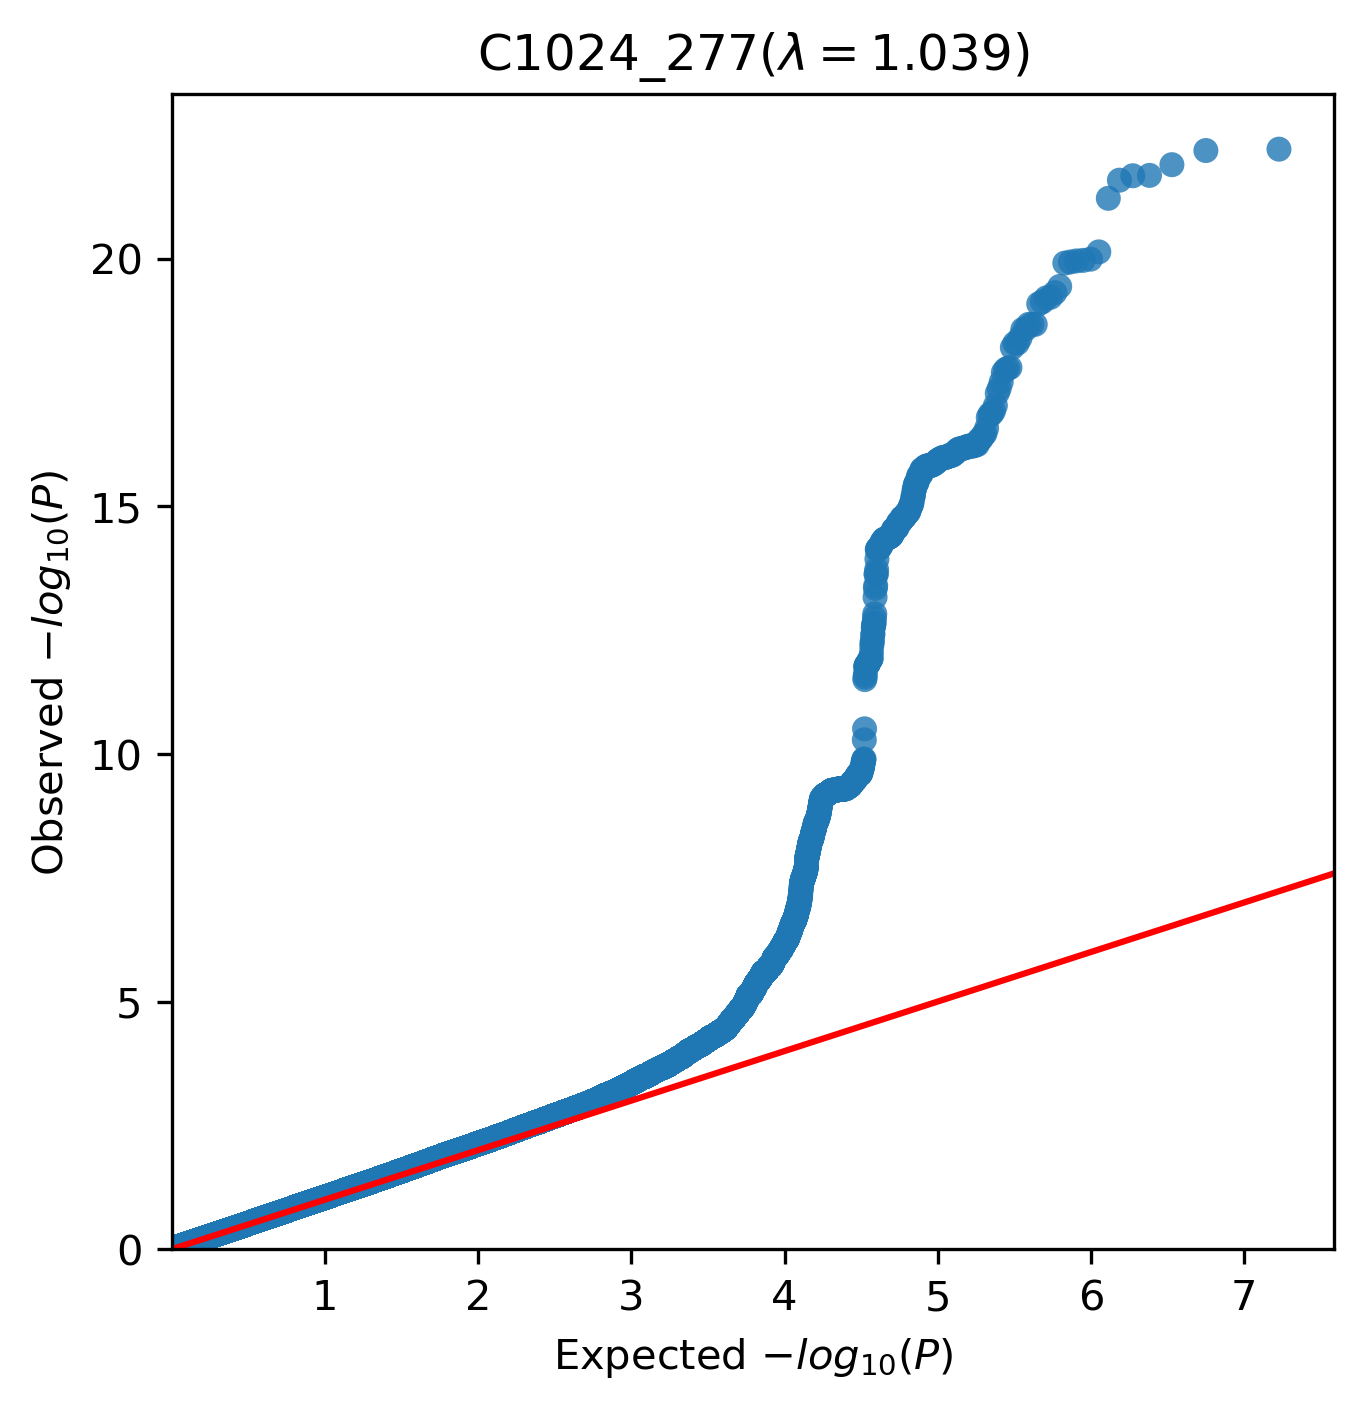 C1024_277(λ = 1.039)
Observed −log₁₀(P)
20
15
10
5
0
1 2 3 4 5 6 7
Expected −log₁₀(P)